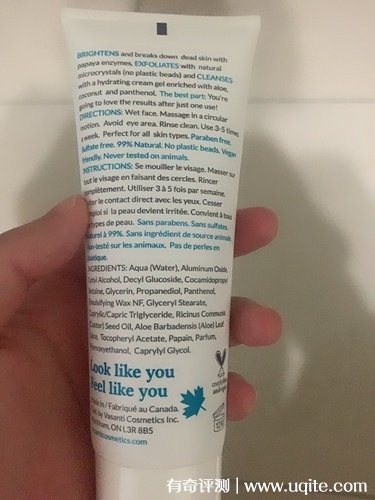 BRIGHTENS and breaks down dead skin with
papaya enzymes, EXFOLIATES with natural
microcrystals (no plastic beads) and CLEANSES
with a hydrating cream gel enriched with aloe,
coconut and panthenol. The best part: You're
going to love the results after just one use!
DIRECTIONS: Wet face. Massage in a circular
motion. Avoid eye area. Rinse clean. Use 3-5 times
a week. Perfect for all skin types. Paraben free.
Sulfate free. 99% Natural. No plastic beads. Vegan
friendly. Never tested on animals.
INSTRUCTIONS: Se mouiller le visage. Masser sur
tout le visage en faisant des cercles. Rincer
complètement. Utiliser 3 à 5 fois par semaine.
le contact direct avec les yeux. Cesser
si la peau devient irritée. Convient à tout
types de peau. Sans parabens. Sans sulfates.
Naturel à 99%. Sans ingrédient de source animale.
Non-testé sur les animaux. Pas de perles en
plastique.
INGREDIENTS: Aqua (Water), Aluminum Oxide,
Cetyl Alcohol, Decyl Glucoside, Cocamidopropyl
Betaine, Glycerin, Propanediol, Panthenol,
Emulsifying Wax NF, Glyceryl Stearate,
Caprylic/Capric Triglyceride, Ricinus Communis
(Castor) Seed Oil, Aloe Barbadensis (Aloe) Leaf
Juice, Tocopheryl Acetate, Papain, Parfum,
Phenoxyethanol, Caprylyl Glycol.
Look like you
Feel like you
Made in / Fabriqué au Canada.
by Vasanti Cosmetics Inc.
Markham, ON L3R 8B5
vasanticosmetics.com
有奇评测 | www.uqite.com